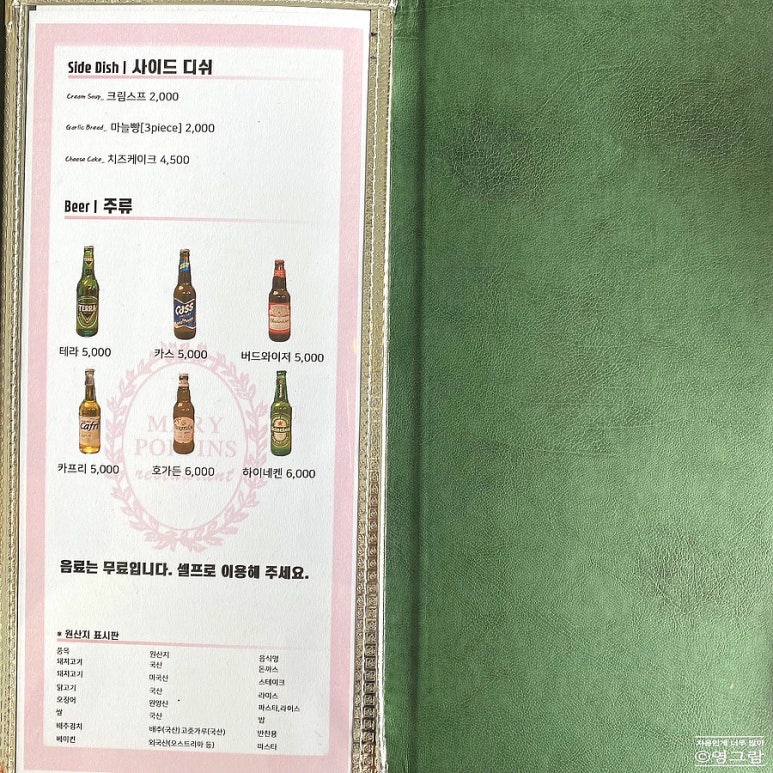 Side Dish | 사이드 디쉬
Cream Soup_ 크림스프 2,000
Garlic Bread_ 마늘빵[3piece] 2,000
Cheese Cake_ 치즈케이크 4,500
Beer | 주류
TERRA
CASS
테라 5,000 카스 5,000 버드와이저 5,000
Cafri
카프리 5,000 호가든 6,000 하이네켄 6,000
MARY
POPPINS
restaurant
음료는 무료입니다. 셀프로 이용해 주세요.
* 원산지 표시판
품목 원산지 음식명
돼지고기 국산 돈까스
돼지고기 미국산 스테이크
닭고기 국산 라이스
오징어 원양산 파스타,라이스
쌀 국산 밥
배추김치 배추(국산)고춧가루(국산) 반찬용
베이컨 외국산(오스트리아 등) 파스타
©영그람